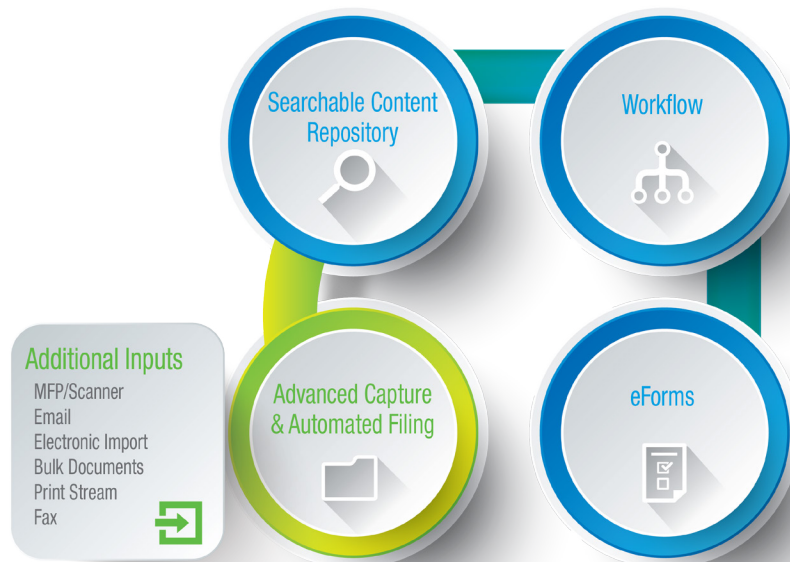 Searchable Content
Repository
Workflow
Additional Inputs
MFP/Scanner
Email
Electronic Import
Bulk Documents
Print Stream
Fax
Advanced Capture
& Automated Filing
eForms